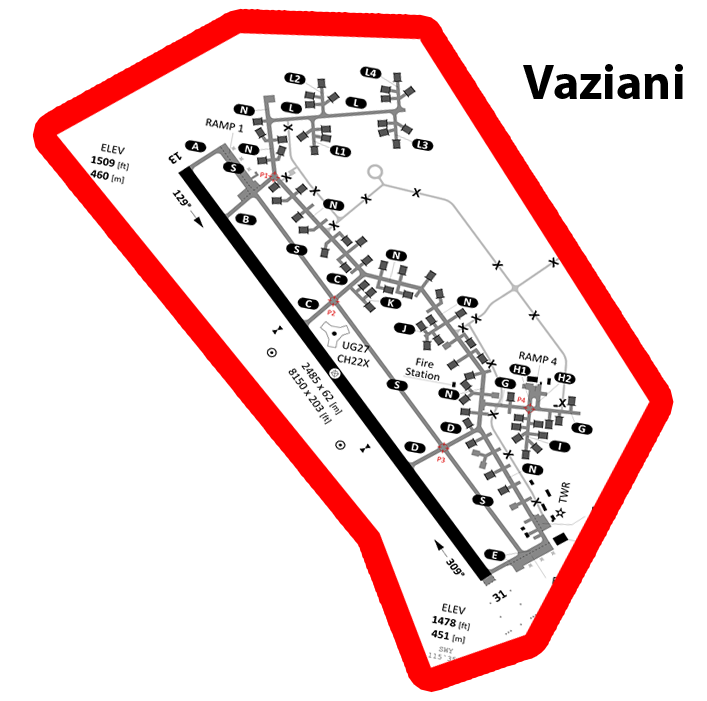 Vaziani
L4
L2
L
L
N
RAMP 1
ELEV
1509 [ft]
460 [m]
A
13
N
L1
L3
S
P1
129°
N
B
S
N
C
C
K
N
P2
J
UG27
CH22X
RAMP 4
Fire
Station
H1
H2
2485 x 62 [m]
8150 x 203 [ft]
S
G
N
P4
G
D
D
I
P3
N
S
TWR
E
309°
31
ELEV
1478 [ft]
451 [m]
SWY